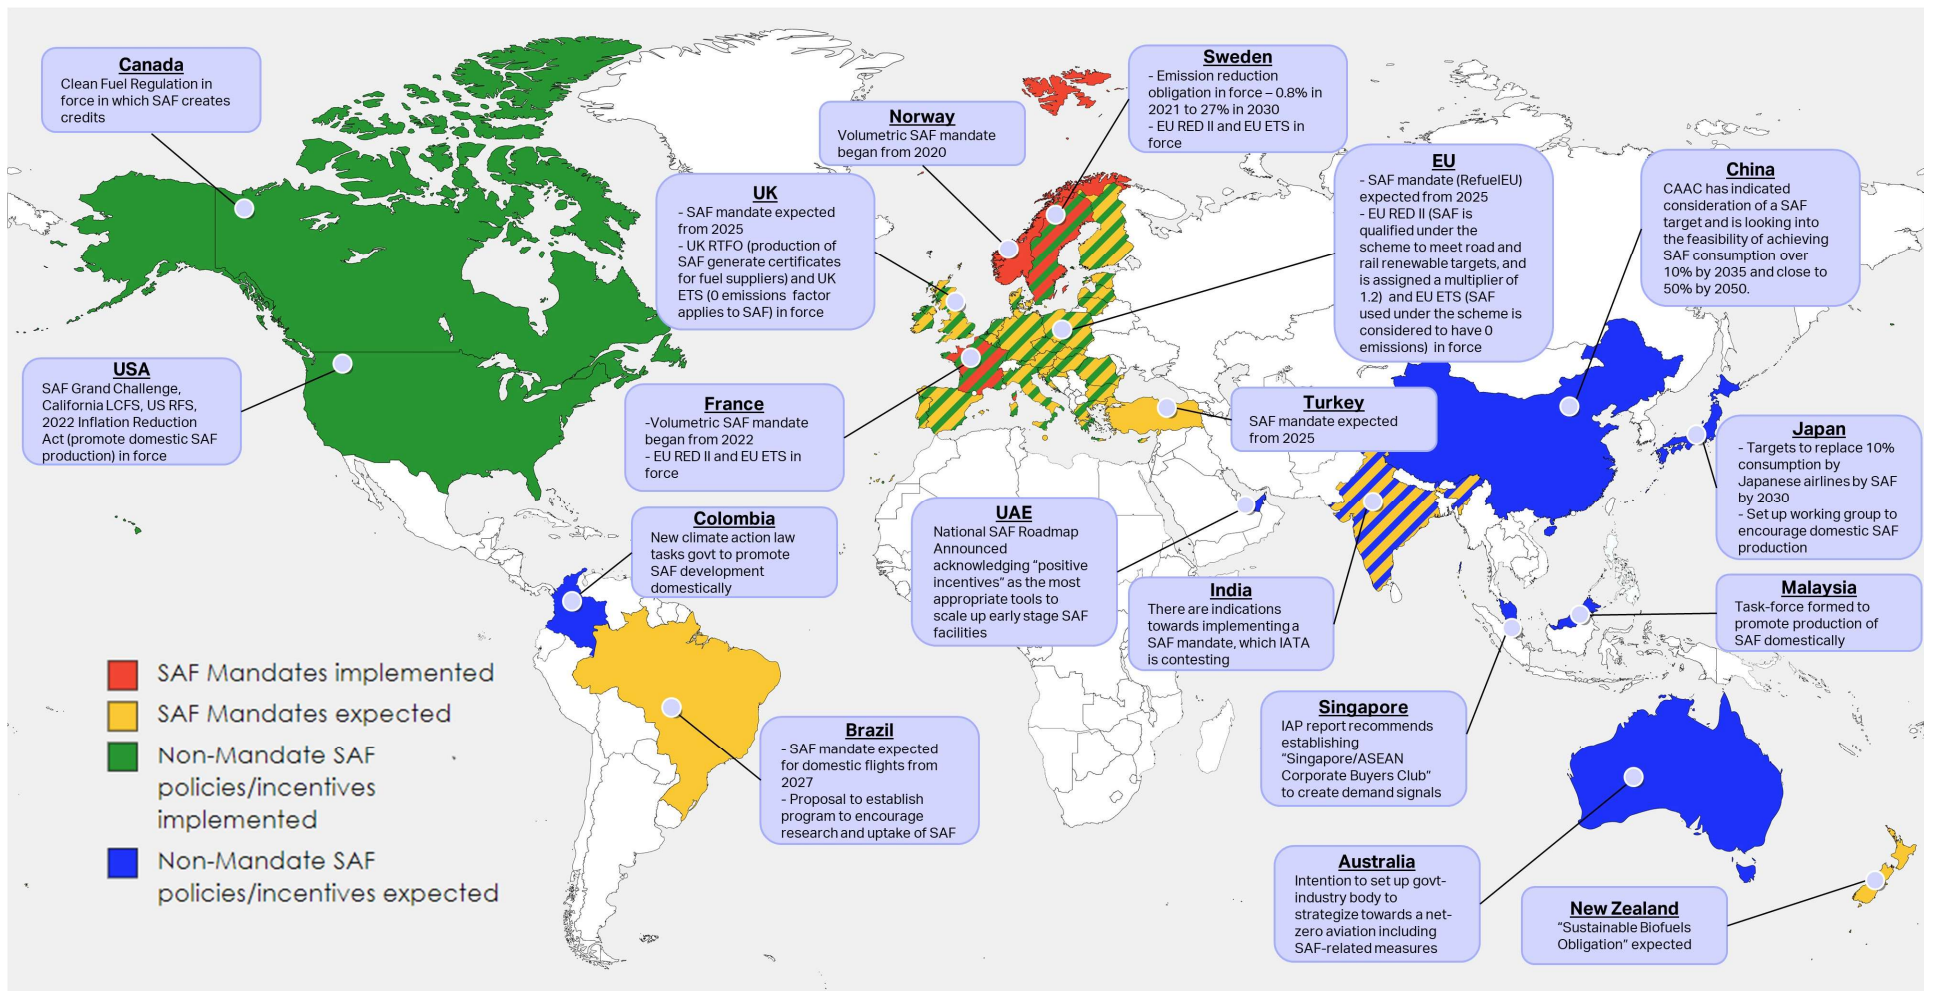 Canada
Clean Fuel Regulation in
force in which SAF creates
credits
USA
SAF Grand Challenge,
California LCFS, US RFS,
2022 Inflation Reduction
Act (promote domestic SAF
production) in force
UK
- SAF mandate expected
from 2025
- UK RTFO (production of
SAF generate certificates
for fuel suppliers) and UK
ETS (0 emissions factor
applies to SAF) in force
Norway
Volumetric SAF mandate
began from 2020
Sweden
- Emission reduction
obligation in force – 0.8% in
2021 to 27% in 2030
- EU RED II and EU ETS in
force
EU
- SAF mandate (RefuelEU)
expected from 2025
- EU RED II (SAF is
qualified under the
scheme to meet road and
rail renewable targets, and
is assigned a multiplier of
1.2) and EU ETS (SAF
used under the scheme is
considered to have 0
emissions) in force
China
CAAC has indicated
consideration of a SAF
target and is looking into
the feasibility of achieving
SAF consumption over
10% by 2035 and close to
50% by 2050.
France
-Volumetric SAF mandate
began from 2022
- EU RED II and EU ETS in
force
Turkey
SAF mandate expected
from 2025
Japan
- Targets to replace 10%
consumption by
Japanese airlines by SAF
by 2030
- Set up working group to
encourage domestic SAF
production
Colombia
New climate action law
tasks govt to promote
SAF development
domestically
UAE
National SAF Roadmap
Announced
acknowledging “positive
incentives” as the most
appropriate tools to
scale up early stage SAF
facilities
India
There are indications
towards implementing a
SAF mandate, which IATA
is contesting
Malaysia
Task-force formed to
promote production of
SAF domestically
Singapore
IAP report recommends
establishing
“Singapore/ASEAN
Corporate Buyers Club”
to create demand signals
Brazil
- SAF mandate expected
for domestic flights from
2027
- Proposal to establish
program to encourage
research and uptake of SAF
Australia
Intention to set up govt-
industry body to
strategize towards a net-
zero aviation including
SAF-related measures
New Zealand
“Sustainable Biofuels
Obligation” expected
SAF Mandates implemented
SAF Mandates expected
Non-Mandate SAF
policies/incentives
implemented
Non-Mandate SAF
policies/incentives expected